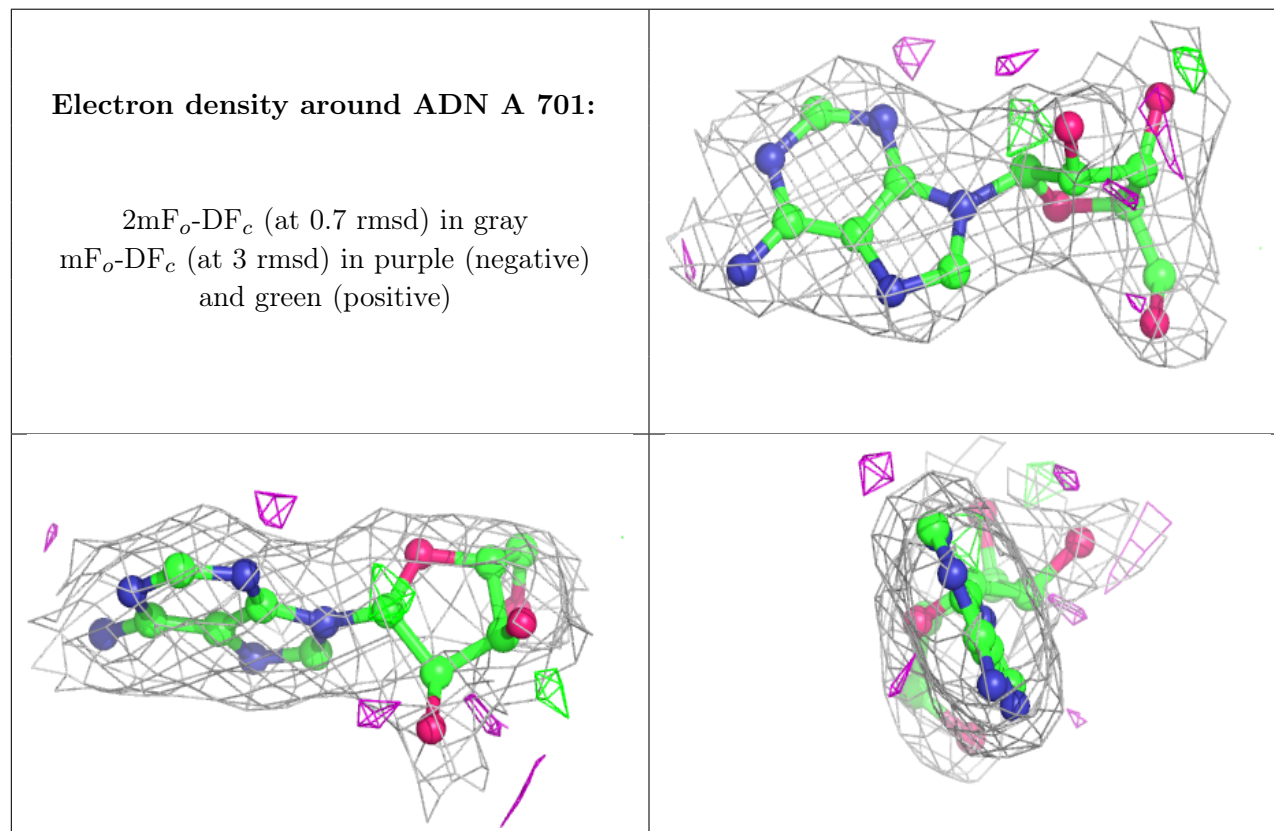 Electron density around ADN A 701:
2mFo-DFc (at 0.7 rmsd) in gray
mFo-DFc (at 3 rmsd) in purple (negative)
and green (positive)